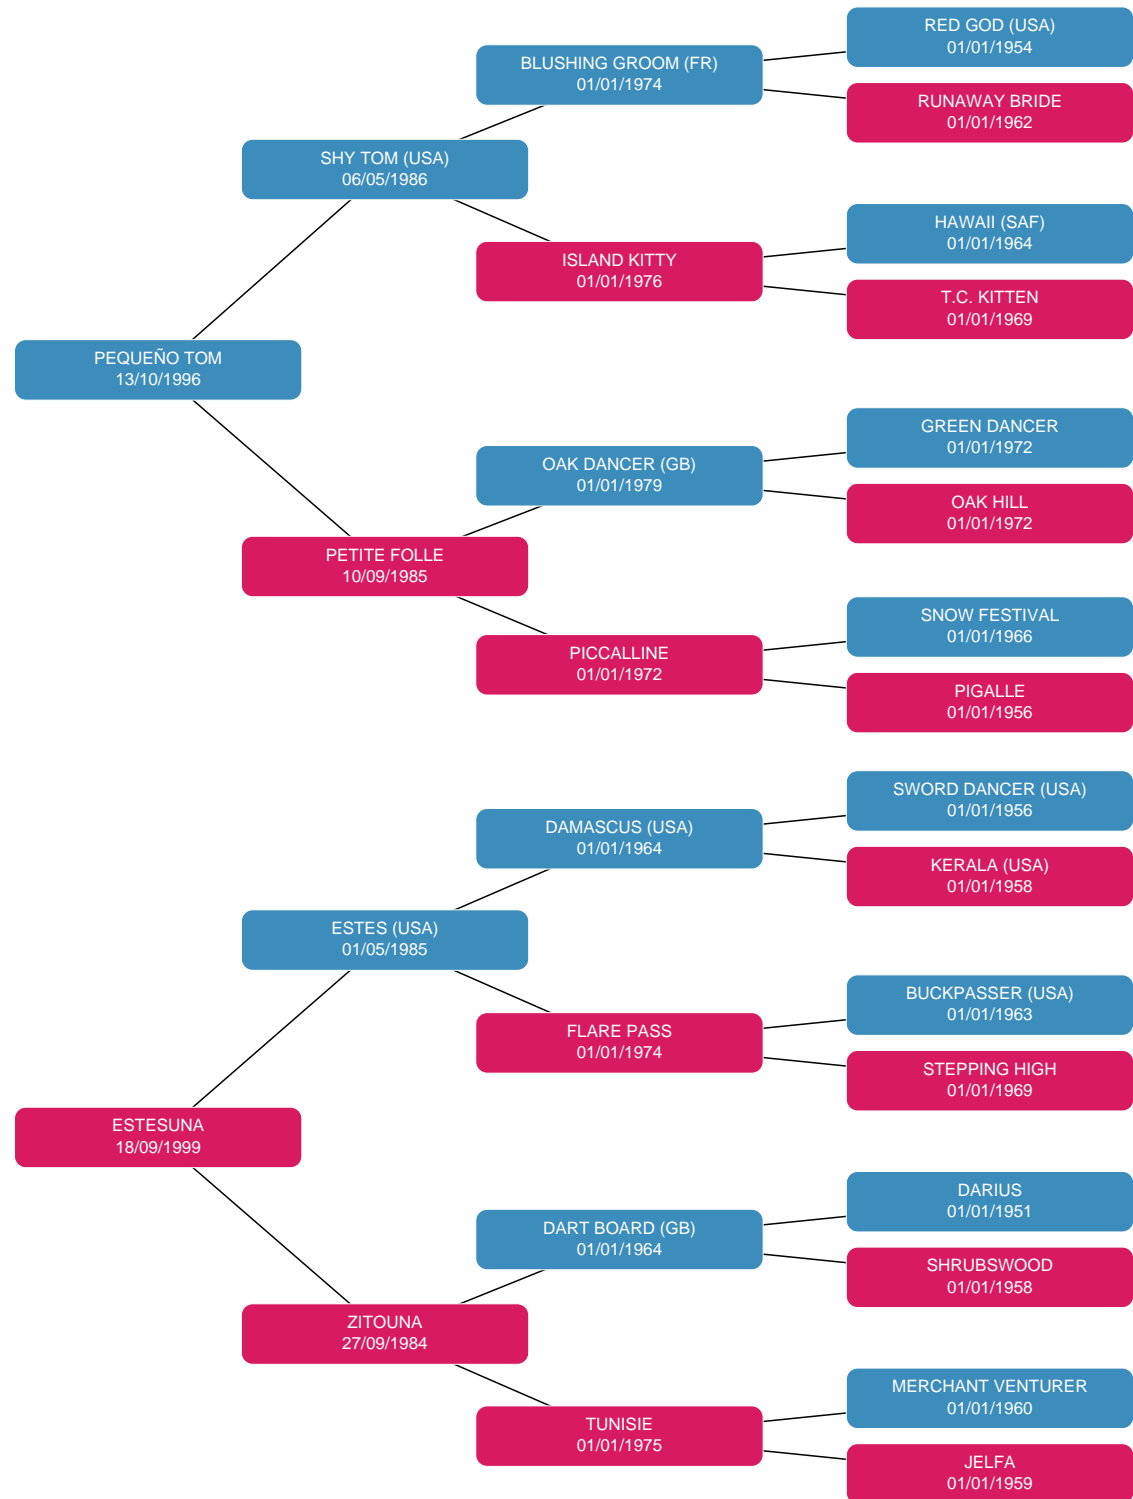 RED GOD (USA)
01/01/1954
BLUSHING GROOM (FR)
01/01/1974
RUNAWAY BRIDE
01/01/1962
SHY TOM (USA)
06/05/1986
HAWAII (SAF)
01/01/1964
ISLAND KITTY
01/01/1976
T.C. KITTEN
01/01/1969
PEQUEÑO TOM
13/10/1996
GREEN DANCER
01/01/1972
OAK DANCER (GB)
01/01/1979
OAK HILL
01/01/1972
PETITE FOLLE
10/09/1985
SNOW FESTIVAL
01/01/1966
PICCALLINE
01/01/1972
PIGALLE
01/01/1956
SWORD DANCER (USA)
01/01/1956
DAMASCUS (USA)
01/01/1964
KERALA (USA)
01/01/1958
ESTES (USA)
01/05/1985
BUCKPASSER (USA)
01/01/1963
FLARE PASS
01/01/1974
STEPPING HIGH
01/01/1969
ESTESUNA
18/09/1999
DARIUS
01/01/1951
DART BOARD (GB)
01/01/1964
SHRUBSWOOD
01/01/1958
ZITOUNA
27/09/1984
MERCHANT VENTURER
01/01/1960
TUNISIE
01/01/1975
JELFA
01/01/1959